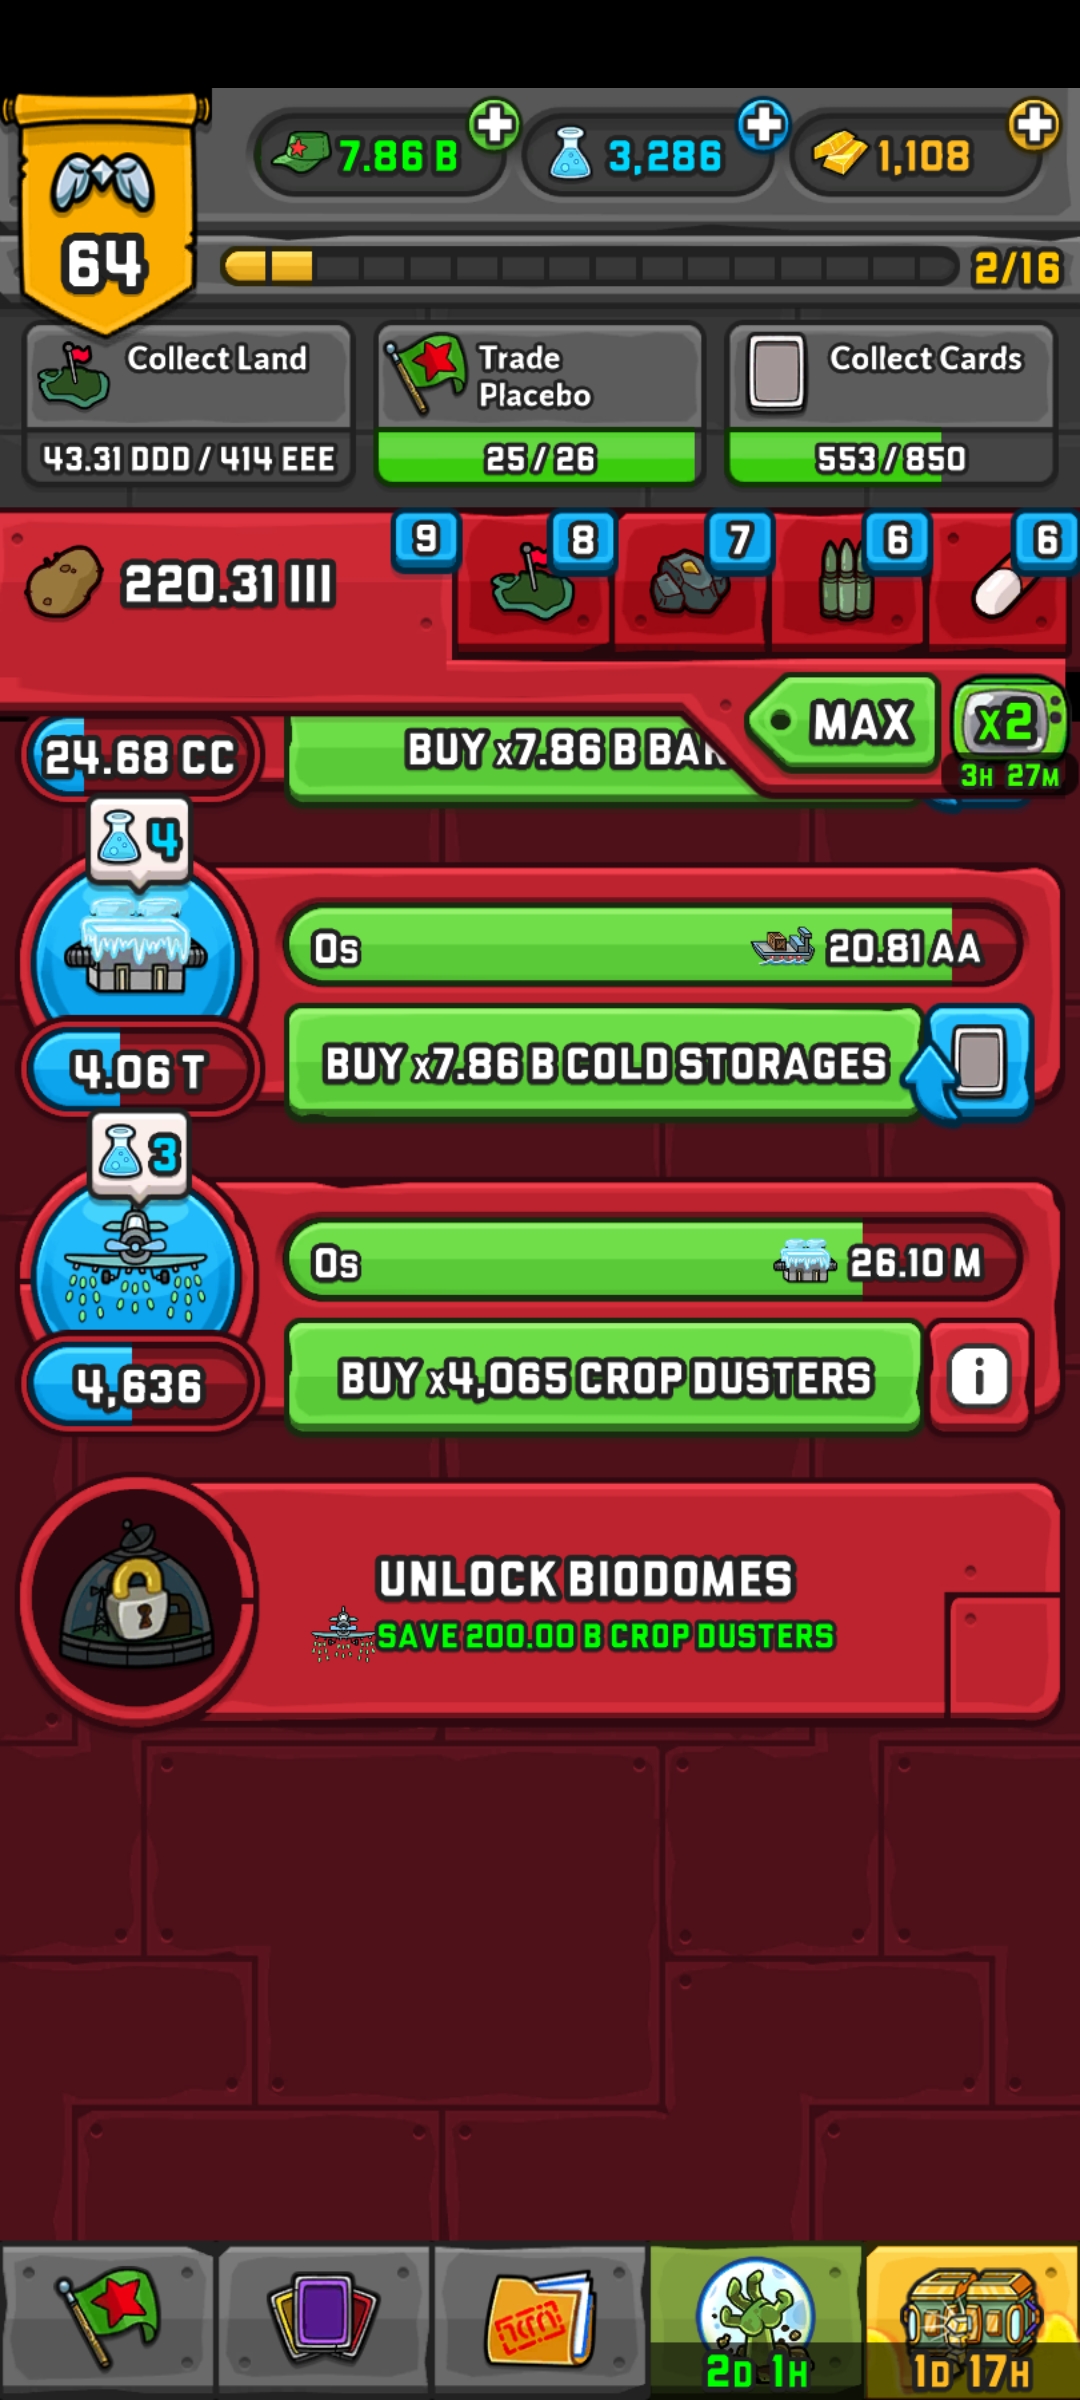 7.86 B
3,286
1,108
64
2/16
Collect Land
43.31 DDD / 414 EEE
Trade
Placebo
25 / 26
Collect Cards
553 / 850
220.31 III
9
8
7
6
6
MAX
x2
3H 27M
24.68 CC
BUY x7.86 B
4
0s
20.81 AA
4.06 T
BUY x7.86 B COLD STORAGES
3
0s
26.10 M
4,636
BUY x4,065 CROP DUSTERS
i
UNLOCK BIODOMES
SAVE 200.00 B CROP DUSTERS
2D 1H
1D 17H